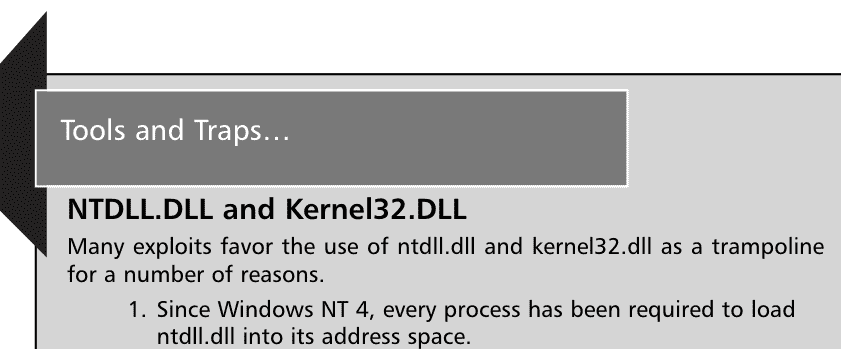 Tools and Traps…
NTDLL.DLL and Kernel32.DLL
Many exploits favor the use of ntdll.dll and kernel32.dll as a trampoline
for a number of reasons.
1. Since Windows NT 4, every process has been required to load
ntdll.dll into its address space.